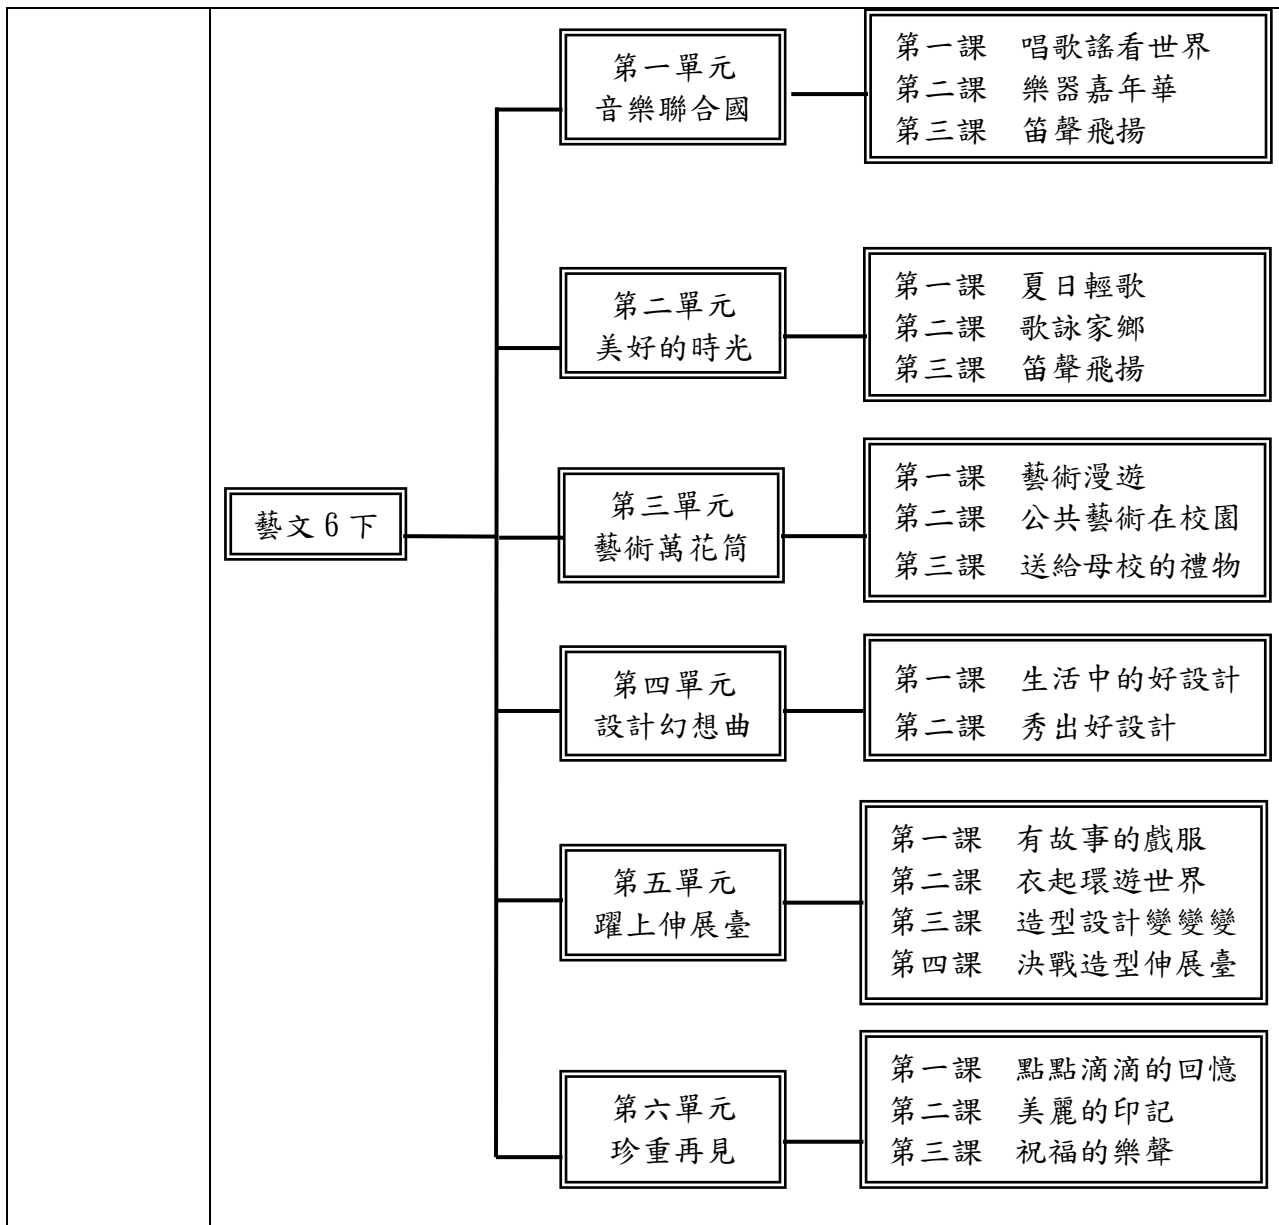 藝文6下
第一單元
音樂聯合國
第一課　唱歌謠看世界
第二課　樂器嘉年華
第三課　笛聲飛揚
第二單元
美好的時光
第一課　夏日輕歌
第二課　歌詠家鄉
第三課　笛聲飛揚
第三單元
藝術萬花筒
第一課　藝術漫遊
第二課　公共藝術在校園
第三課　送給母校的禮物
第四單元
設計幻想曲
第一課　生活中的好設計
第二課　秀出好設計
第五單元
躍上伸展臺
第一課　有故事的戲服
第二課　衣起環遊世界
第三課　造型設計變變變
第四課　決戰造型伸展臺
第六單元
珍重再見
第一課　點點滴滴的回憶
第二課　美麗的印記
第三課　祝福的樂聲